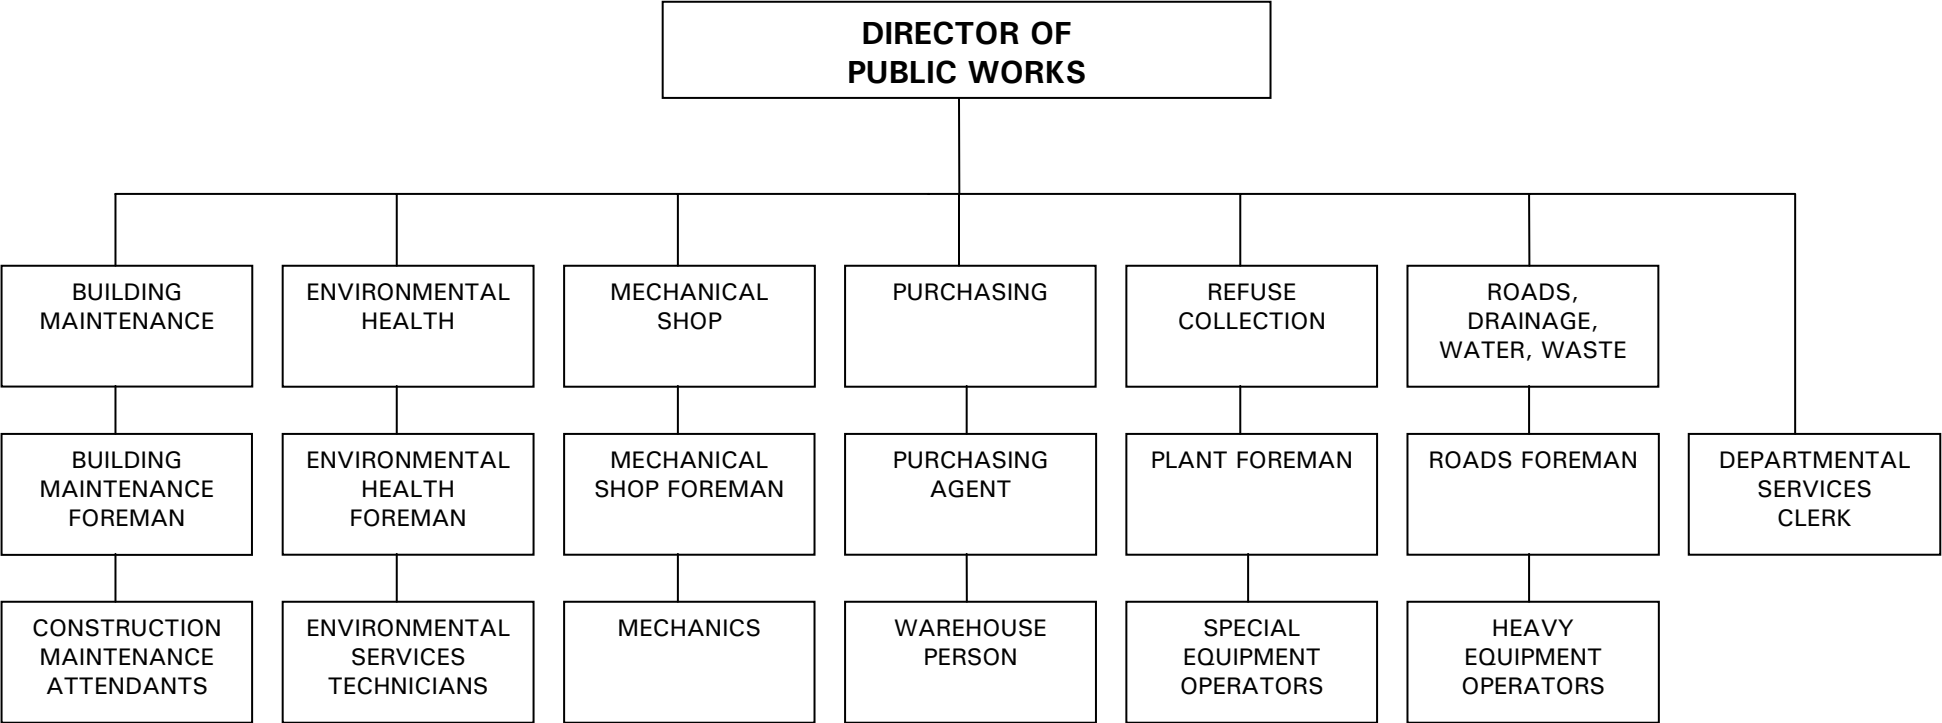 DIRECTOR OF
PUBLIC WORKS
BUILDING
MAINTENANCE
ENVIRONMENTAL
HEALTH
MECHANICAL
SHOP
PURCHASING
REFUSE
COLLECTION
ROADS,
DRAINAGE,
WATER, WASTE
BUILDING
MAINTENANCE
FOREMAN
ENVIRONMENTAL
HEALTH
FOREMAN
MECHANICAL
SHOP FOREMAN
PURCHASING
AGENT
PLANT FOREMAN
ROADS FOREMAN
DEPARTMENTAL
SERVICES
CLERK
CONSTRUCTION
MAINTENANCE
ATTENDANTS
ENVIRONMENTAL
SERVICES
TECHNICIANS
MECHANICS
WAREHOUSE
PERSON
SPECIAL
EQUIPMENT
OPERATORS
HEAVY
EQUIPMENT
OPERATORS